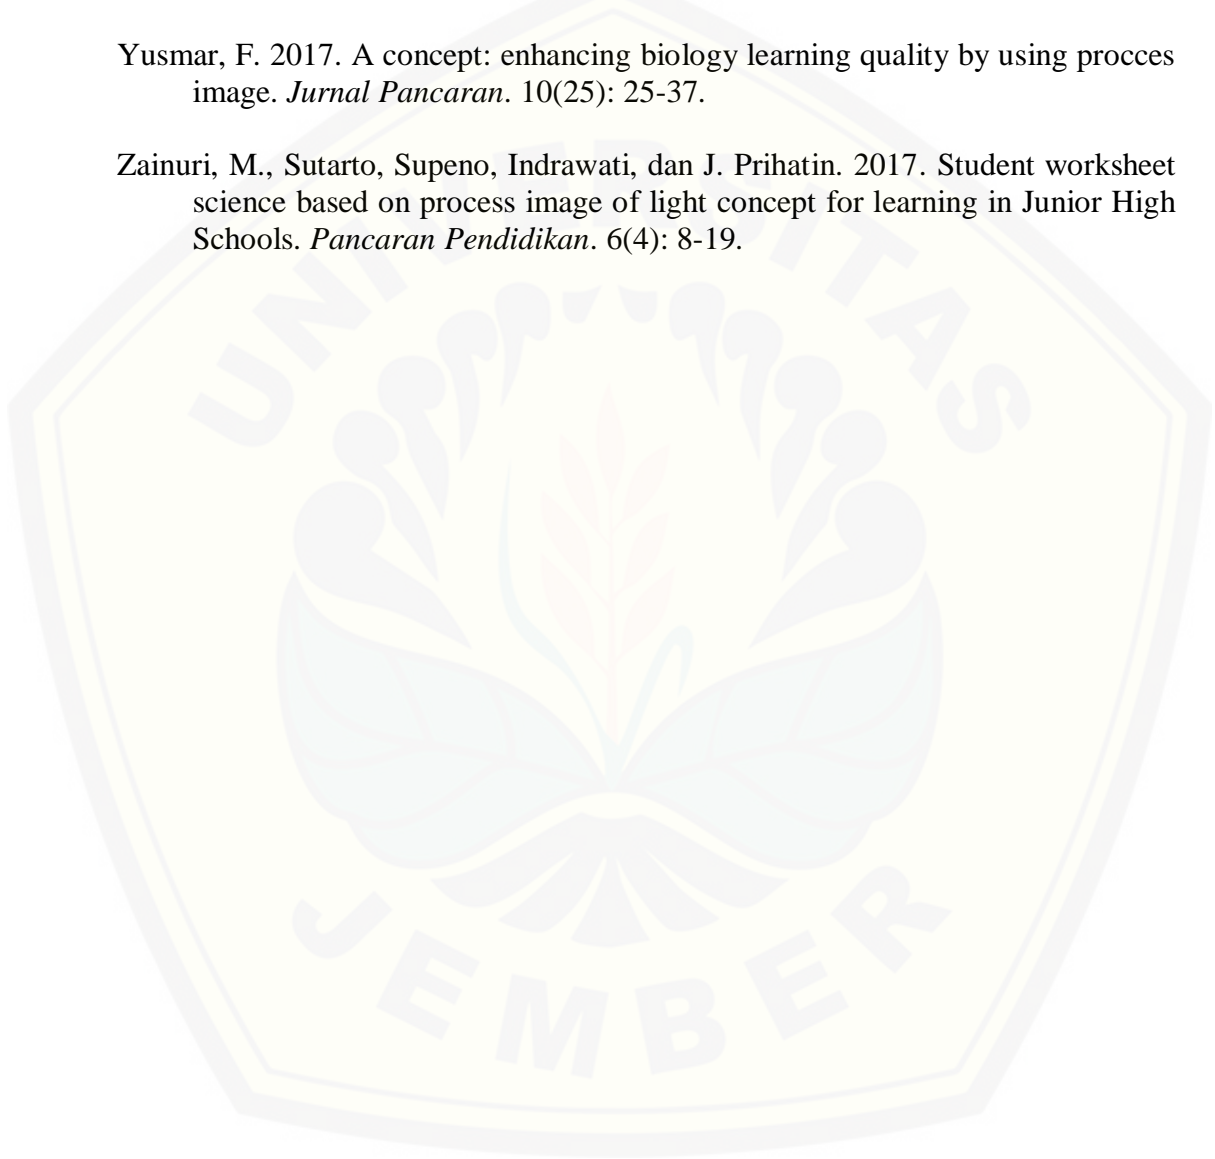 Yusmar, F. 2017. A concept: enhancing biology learning quality by using procces
image. Jurnal Pancaran. 10(25): 25-37.
Zainuri, M., Sutarto, Supeno, Indrawati, dan J. Prihatin. 2017. Student worksheet
science based on process image of light concept for learning in Junior High
Schools. Pancaran Pendidikan. 6(4): 8-19.
UNIVERSITAS
JEMBER